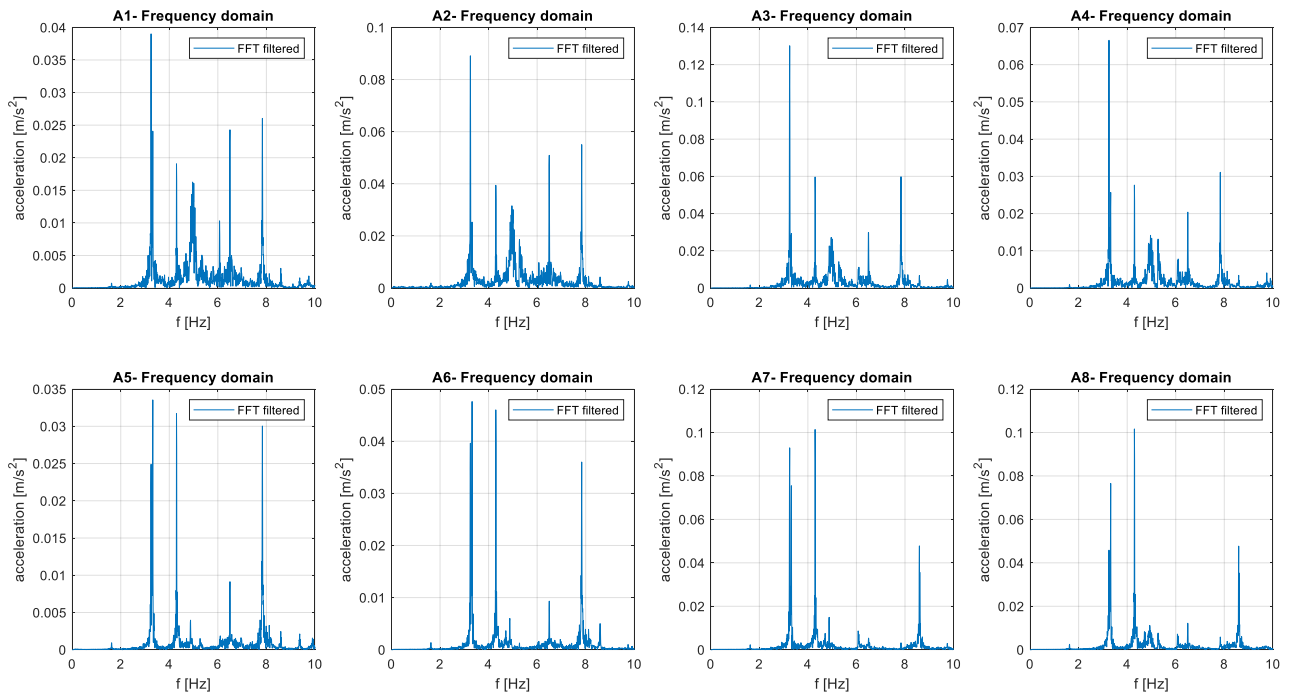 A1- Frequency domain
FFT filtered
acceleration [m/s²]
0.04
0.035
0.03
0.025
0.02
0.015
0.01
0.005
0
0 2 4 6 8 10
f [Hz]
A2- Frequency domain
FFT filtered
acceleration [m/s²]
0.1
0.08
0.06
0.04
0.02
0
0 2 4 6 8 10
f [Hz]
A3- Frequency domain
FFT filtered
acceleration [m/s²]
0.14
0.12
0.1
0.08
0.06
0.04
0.02
0
0 2 4 6 8 10
f [Hz]
A4- Frequency domain
FFT filtered
acceleration [m/s²]
0.07
0.06
0.05
0.04
0.03
0.02
0.01
0
0 2 4 6 8 10
f [Hz]
A5- Frequency domain
FFT filtered
acceleration [m/s²]
0.035
0.03
0.025
0.02
0.015
0.01
0.005
0
0 2 4 6 8 10
f [Hz]
A6- Frequency domain
FFT filtered
acceleration [m/s²]
0.05
0.04
0.03
0.02
0.01
0
0 2 4 6 8 10
f [Hz]
A7- Frequency domain
FFT filtered
acceleration [m/s²]
0.12
0.1
0.08
0.06
0.04
0.02
0
0 2 4 6 8 10
f [Hz]
A8- Frequency domain
FFT filtered
acceleration [m/s²]
0.12
0.1
0.08
0.06
0.04
0.02
0
0 2 4 6 8 10
f [Hz]